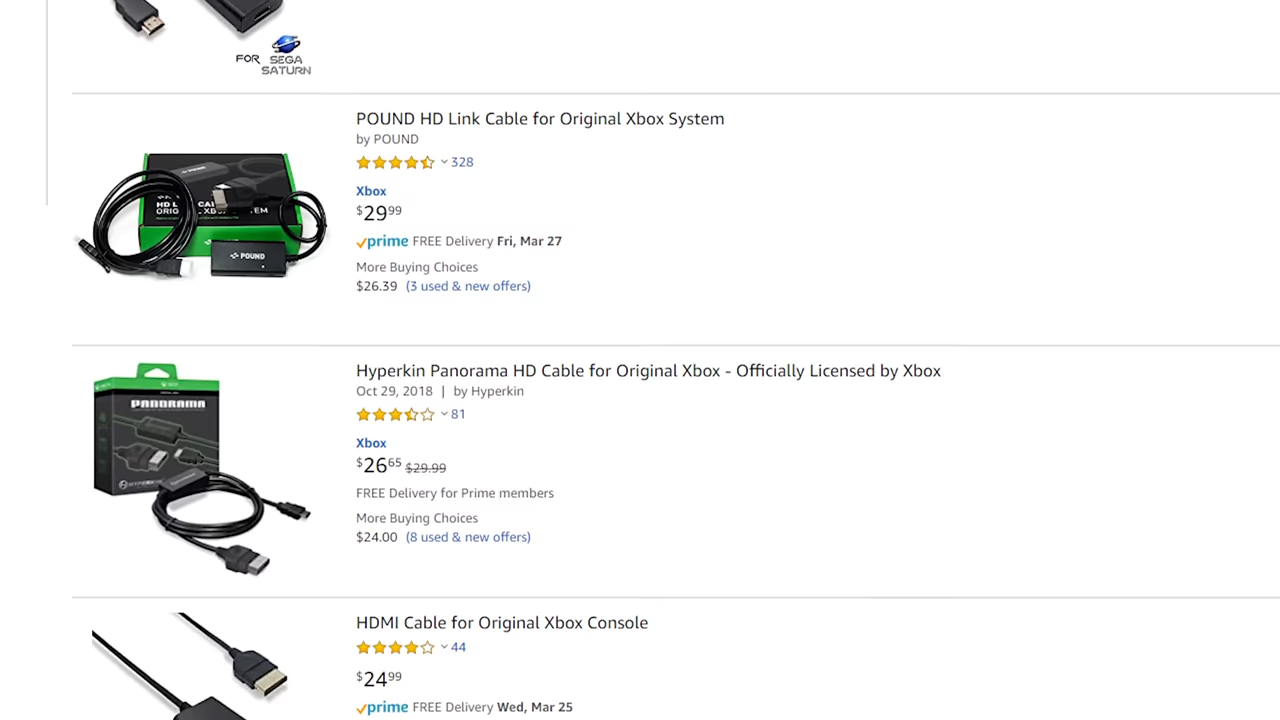 FOR SEGA
SATURN
POUND HD Link Cable for Original Xbox System
by POUND
328
Xbox
$29 99
prime FREE Delivery Fri, Mar 27
More Buying Choices
$26.39 (3 used & new offers)
POUND
Hyperkin Panorama HD Cable for Original Xbox - Officially Licensed by Xbox
Oct 29, 2018 | by Hyperkin
81
Xbox
$26 65 $29.99
FREE Delivery for Prime members
More Buying Choices
$24.00 (8 used & new offers)
PANORAMA
HDMI Cable for Original Xbox Console
44
$24 99
prime FREE Delivery Wed, Mar 25